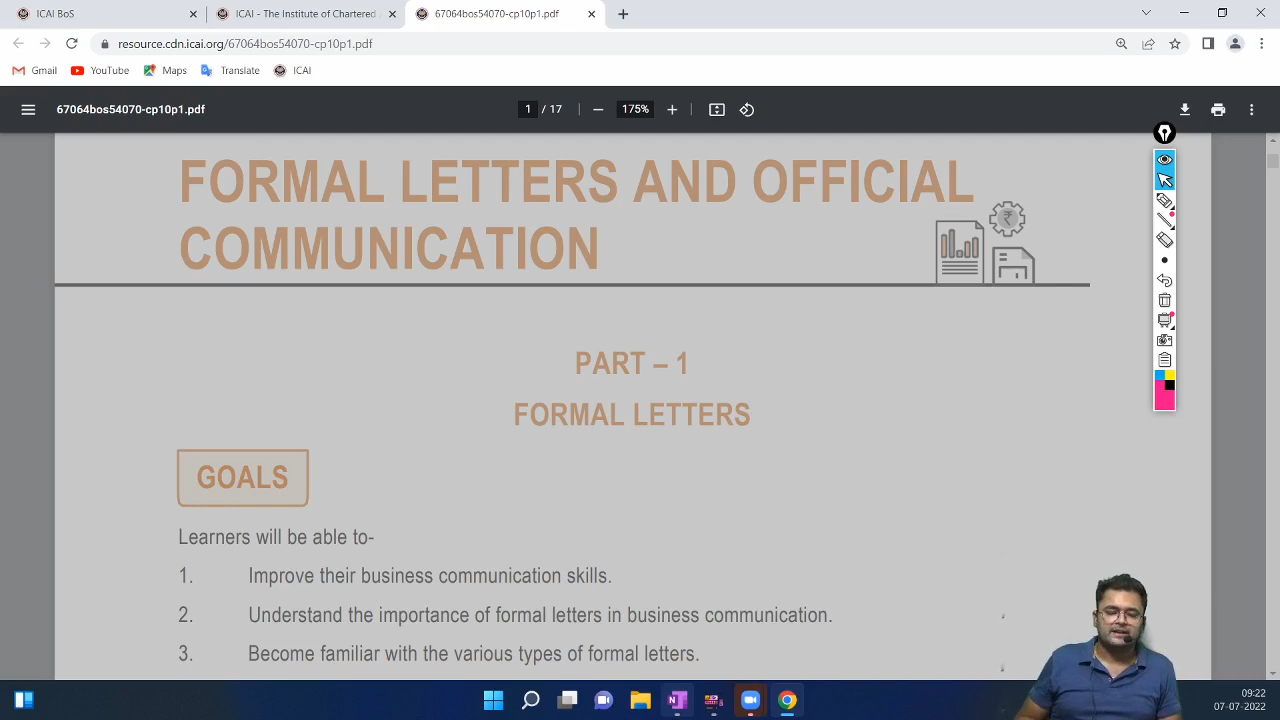 ICAI BoS
ICAI - The Institute of Chartered
67064bos54070-cp10p1.pdf
resource.cdn.icai.org/67064bos54070-cp10p1.pdf
Gmail
YouTube
Maps
Translate
ICAI
67064bos54070-cp10p1.pdf
1 / 17
175%
FORMAL LETTERS AND OFFICIAL
COMMUNICATION
PART – 1
FORMAL LETTERS
GOALS
Learners will be able to-
1. Improve their business communication skills.
2. Understand the importance of formal letters in business communication.
3. Become familiar with the various types of formal letters.
09:22
07-07-2022